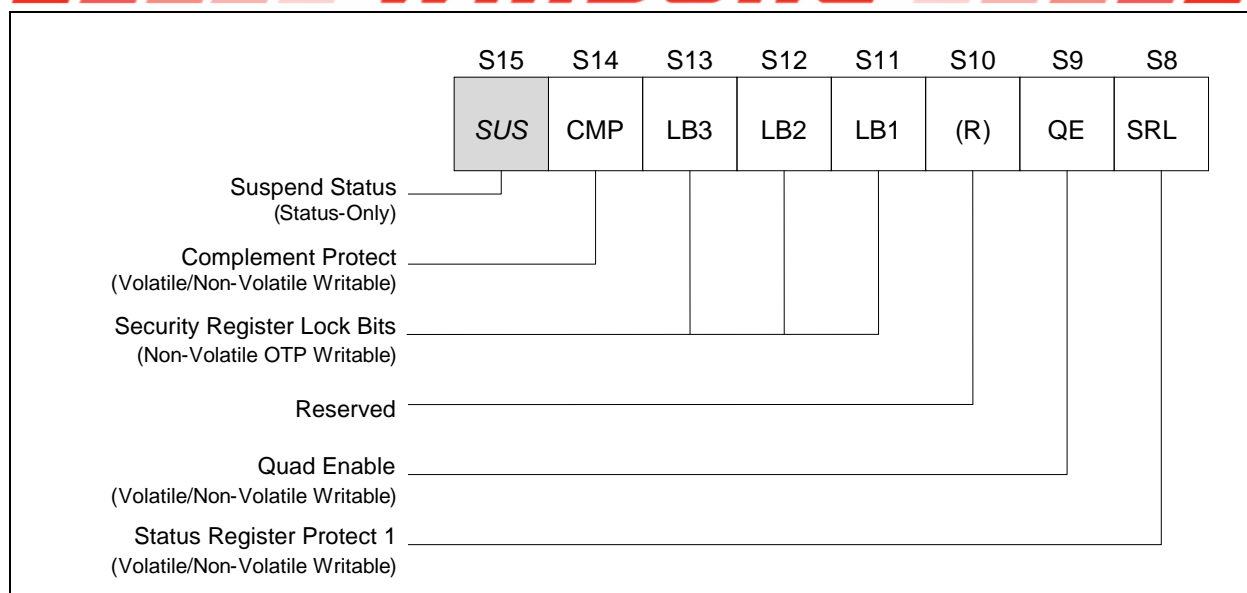 S15 S14 S13 S12 S11 S10 S9 S8
SUS CMP LB3 LB2 LB1 (R) QE SRL
Suspend Status
(Status-Only)
Complement Protect
(Volatile/Non-Volatile Writable)
Security Register Lock Bits
(Non-Volatile OTP Writable)
Reserved
Quad Enable
(Volatile/Non-Volatile Writable)
Status Register Protect 1
(Volatile/Non-Volatile Writable)